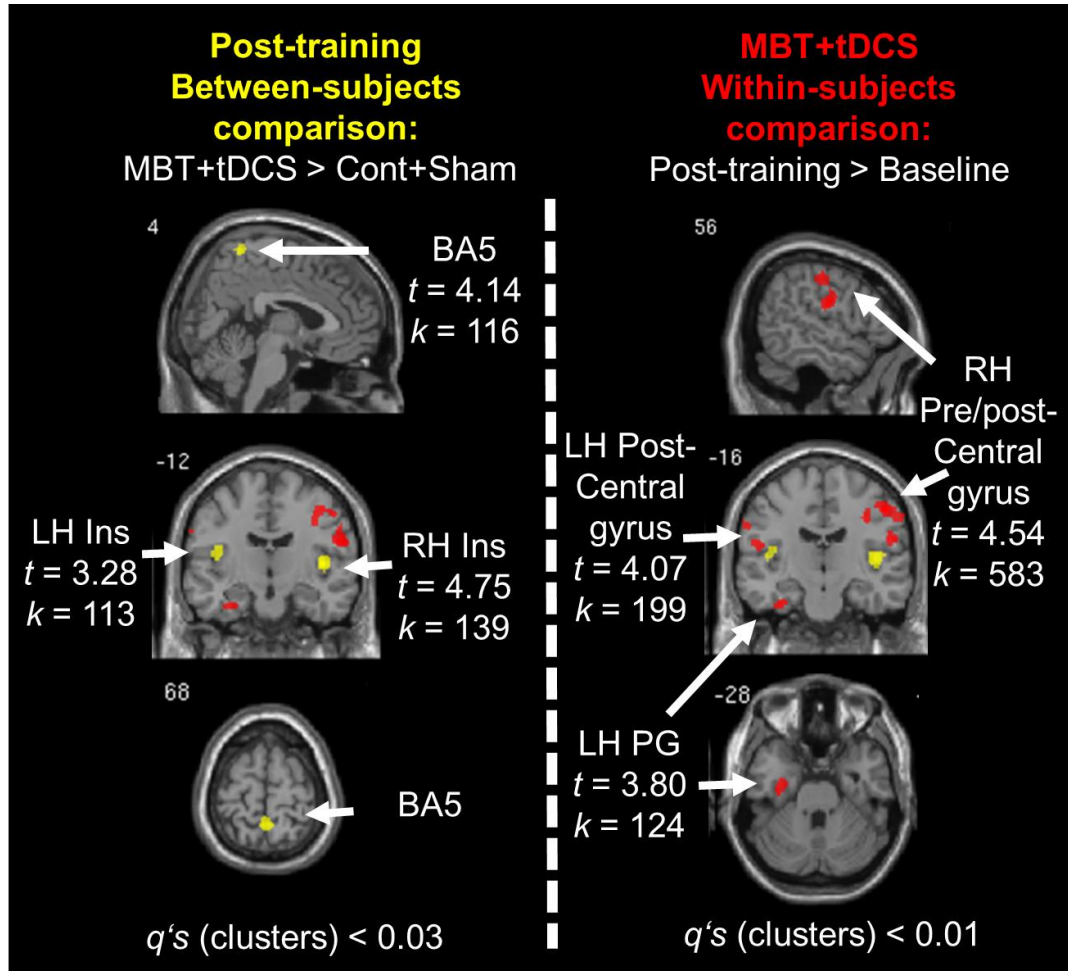 Post-training
Between-subjects
comparison:
MBT+tDCS > Cont+Sham
4
BA5
t = 4.14
k = 116
-12
LH Ins
t = 3.28
k = 113
RH Ins
t = 4.75
k = 139
68
BA5
q's (clusters) < 0.03
MBT+tDCS
Within-subjects
comparison:
Post-training > Baseline
56
RH
Pre/post-
Central
gyrus
t = 4.54
k = 583
LH Post-
Central
gyrus
t = 4.07
k = 199
-16
-28
LH PG
t = 3.80
k = 124
q's (clusters) < 0.01